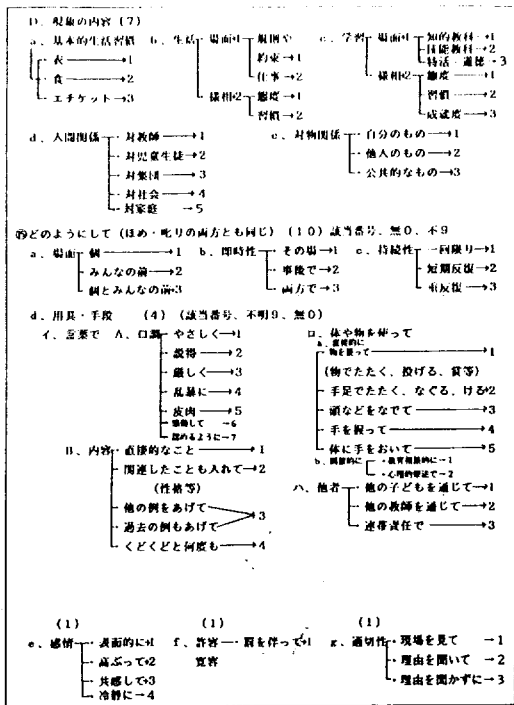 D. 現象の内容 (7)
a、基本的生活習慣 b、生活 場面→1 規則や c、学習 場面→1 知的教科→1
衣→1 約束→1 技能教科→2
食→2 仕事→2 特活・道徳→3
エチケット→3 様相→2 態度→1 様相→2 態度→1
習慣→2 習慣→2
成就度→3
d、人間関係 対教師→1 e、対物関係 自分のもの→1
対児童生徒→2 他人のもの→2
対集団→3 公共的なもの→3
対社会→4
対家庭→5
どのようにして (ほめ・叱りの両方とも同じ) (10) 該当番号、無0、不9
a、場面 個→1 b、即時性 その場→1 c、持続性 一回限り→1
みんなの前→2 事後で→2 短期反復→2
個とみんなの前→3 両方で→3 重反復→3
d、用具・手段 (4) (該当番号、不明9、無0)
イ、言葉で A、口調 やさしく→1 ロ、体や物を使って
説得→2 a、直接的に
厳しく→3 物を扱って→1
乱暴に→4 (物でたたく、投げる、賞等)
皮肉→5 手足でたたく、なぐる、ける→2
感動して→6 頭などをなでて→3
認めるように→7 手を握って→4
B、内容 直接的なこと→1 体に手をおいて→5
関連したことも入れて→2 b、間接的に
(性格等) 心理的
他の例をあげて ハ、他者 他の子どもを通じて→1
過去の例もあげて→3 他の教師を通じて→2
くどくどと何度も→4 連帯責任で→3
(1) (1) (1)
e、感情 表面的に→1 f、許容 罰を伴って→1 g、適切性 現場を見て→1
高ぶって→2 寛容 理由を聞いて→2
共感して→3 理由を聞かずに→3
冷静に→4